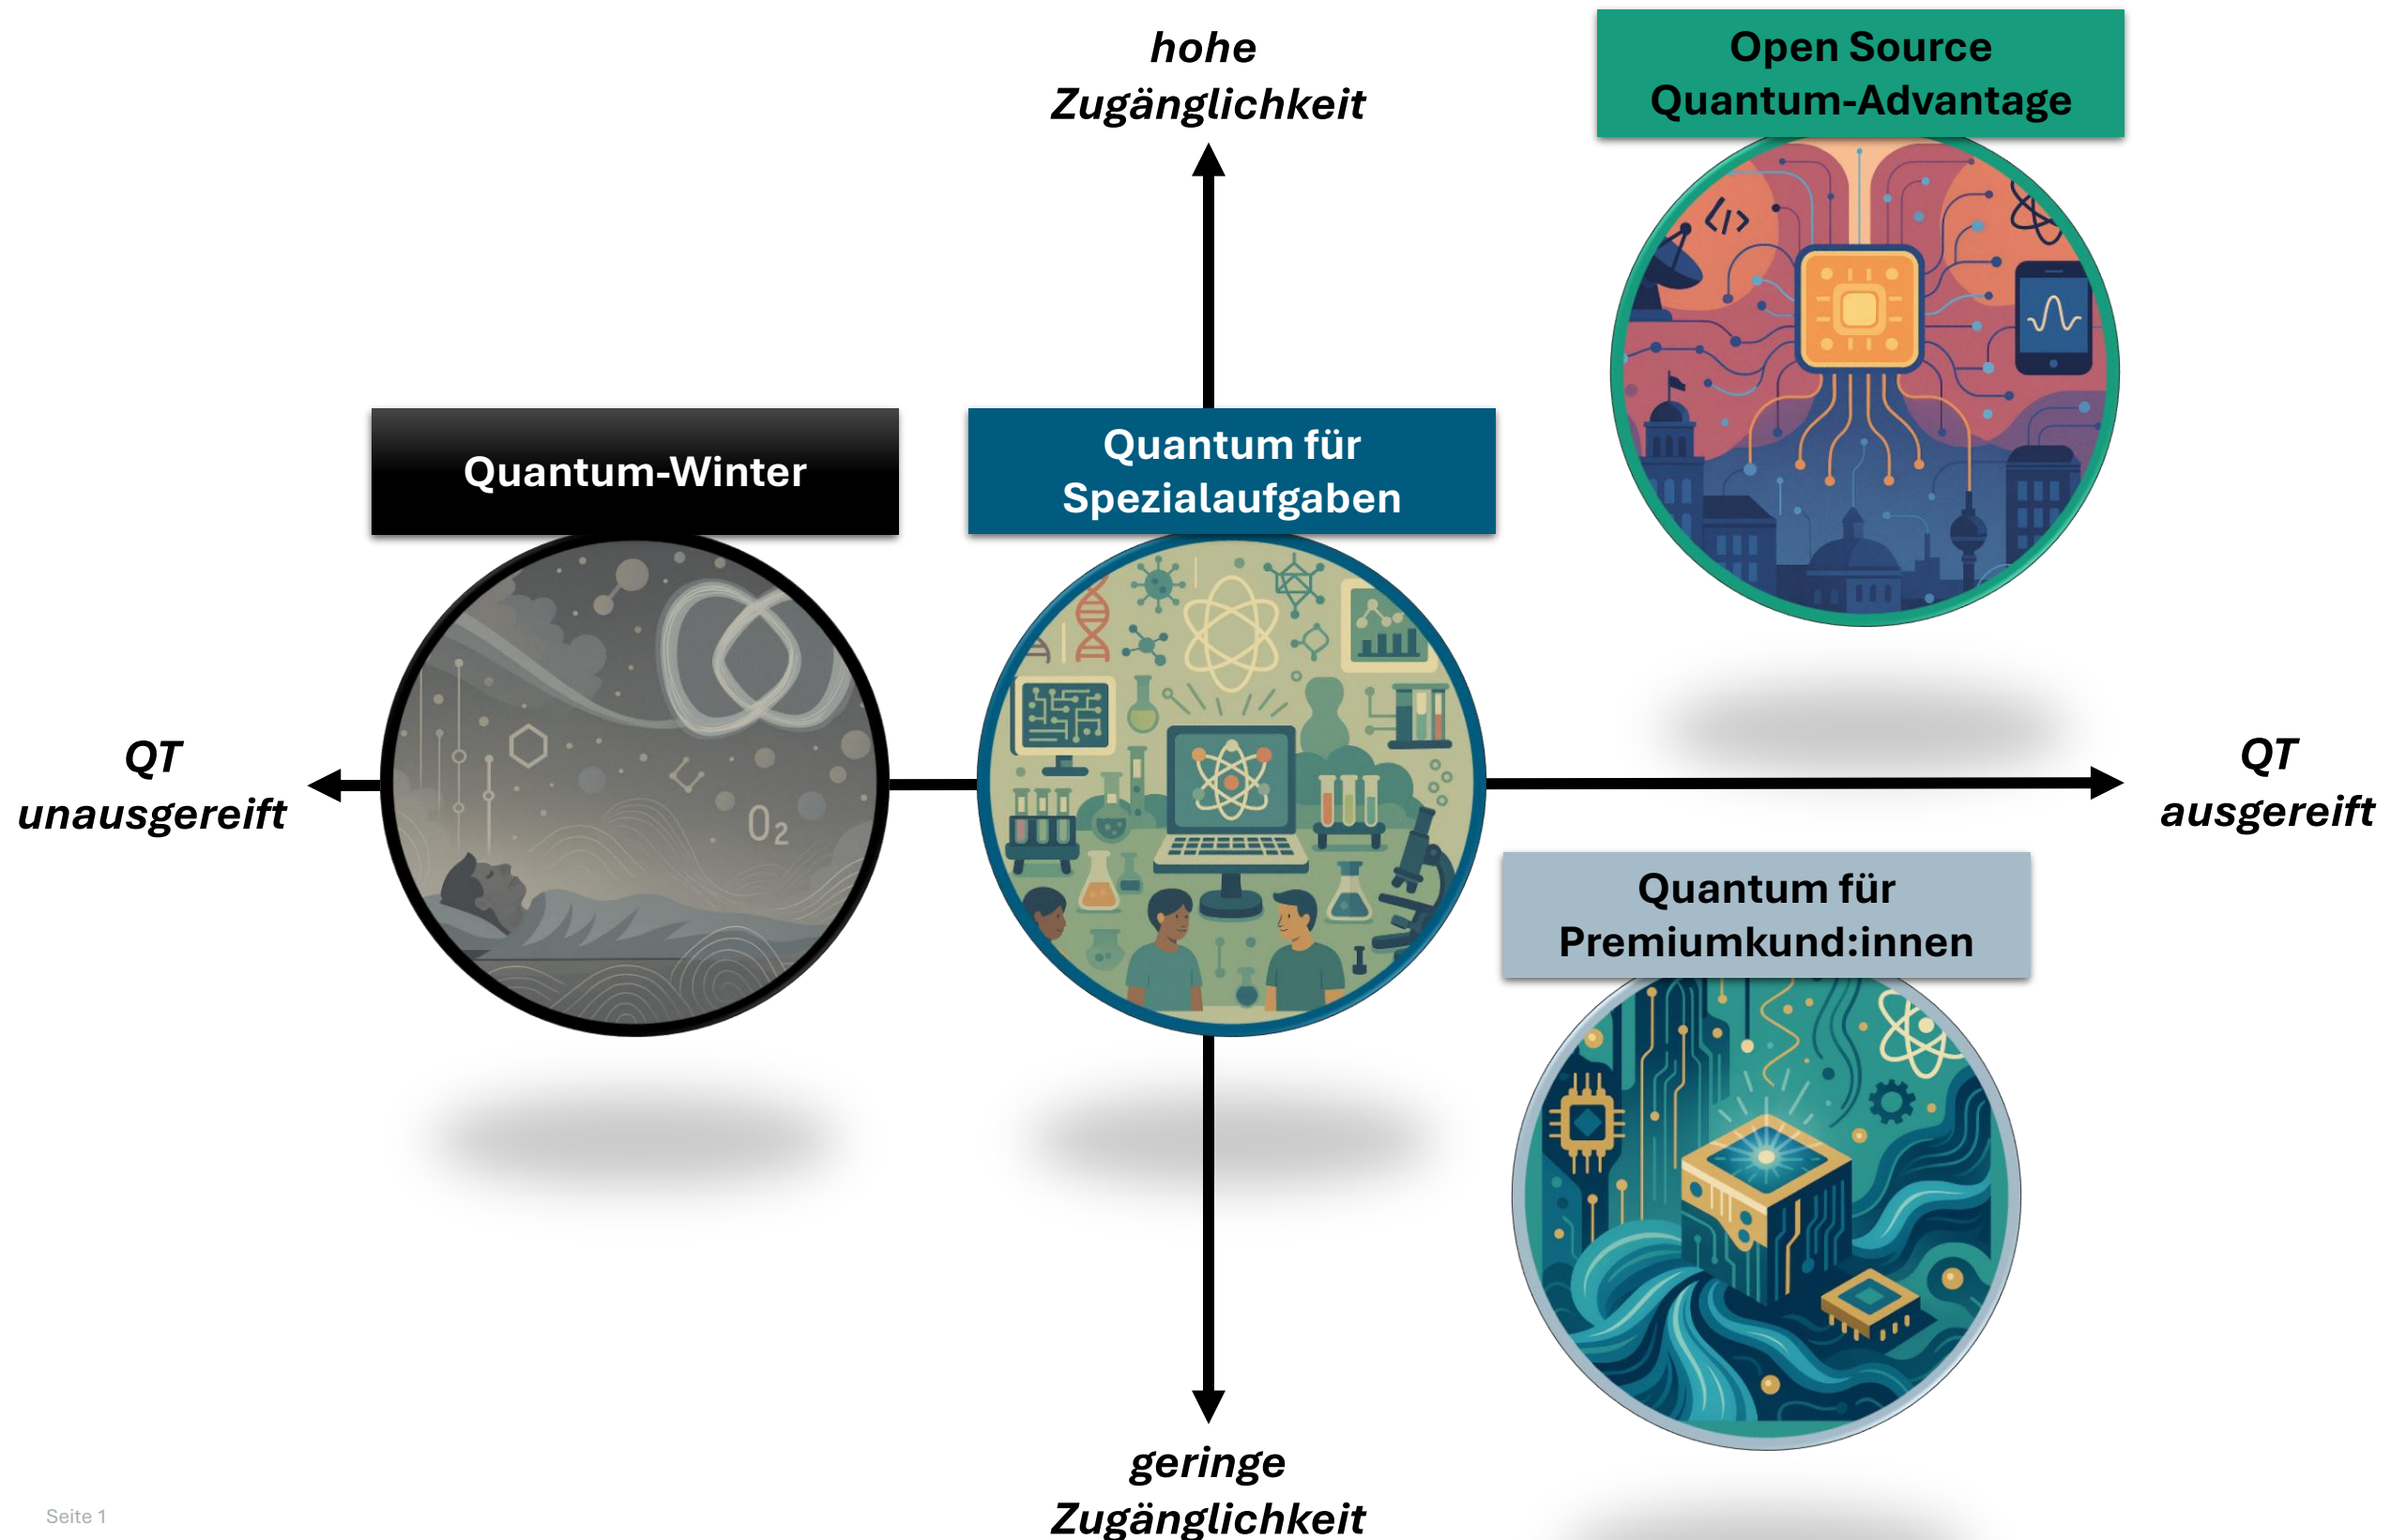 hohe
Zugänglichkeit
Open Source
Quantum-Advantage
</>
Quantum-Winter
Quantum für
Spezialaufgaben
QT
unausgereift
O₂
QT
ausgereift
Quantum für
Premiumkund:innen
geringe
Zugänglichkeit
Seite 1